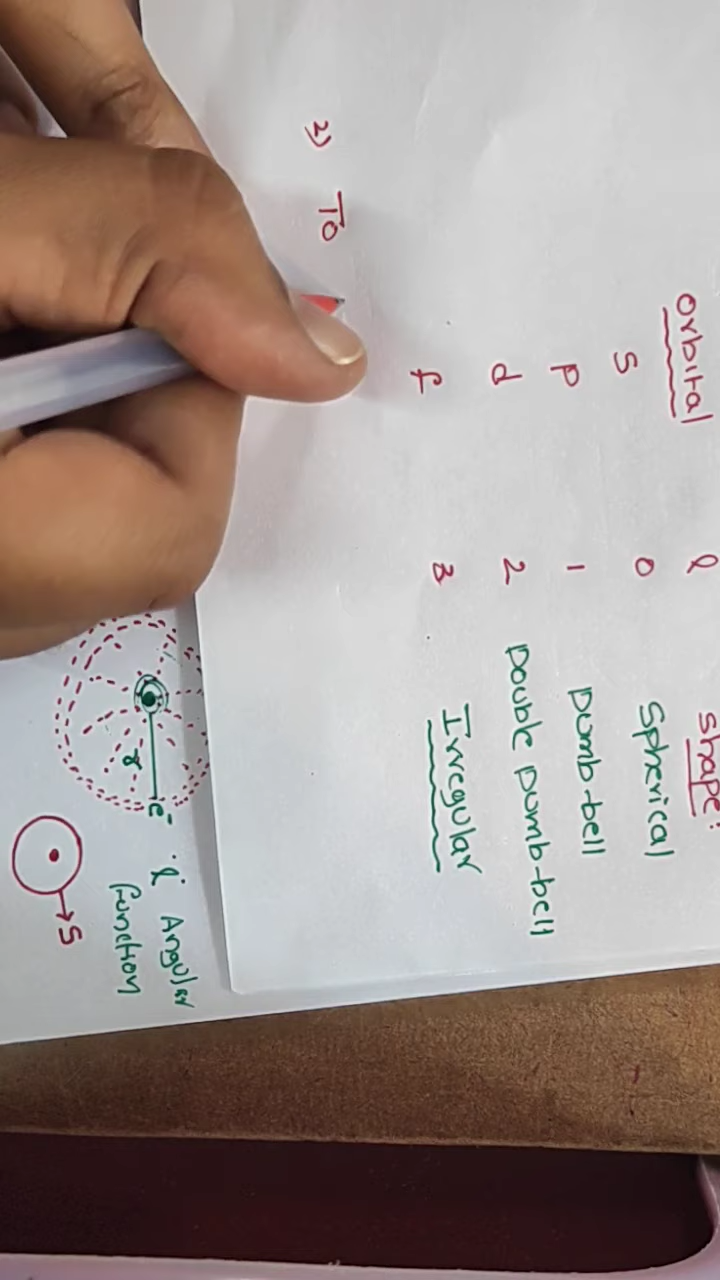 Orbital l Shape:
S 0 Spherical
P 1 Dumb-bell
d 2 Double Dumb-bell
f 3 Irregular
2) To
e⁻
'l' Angular
function
→S